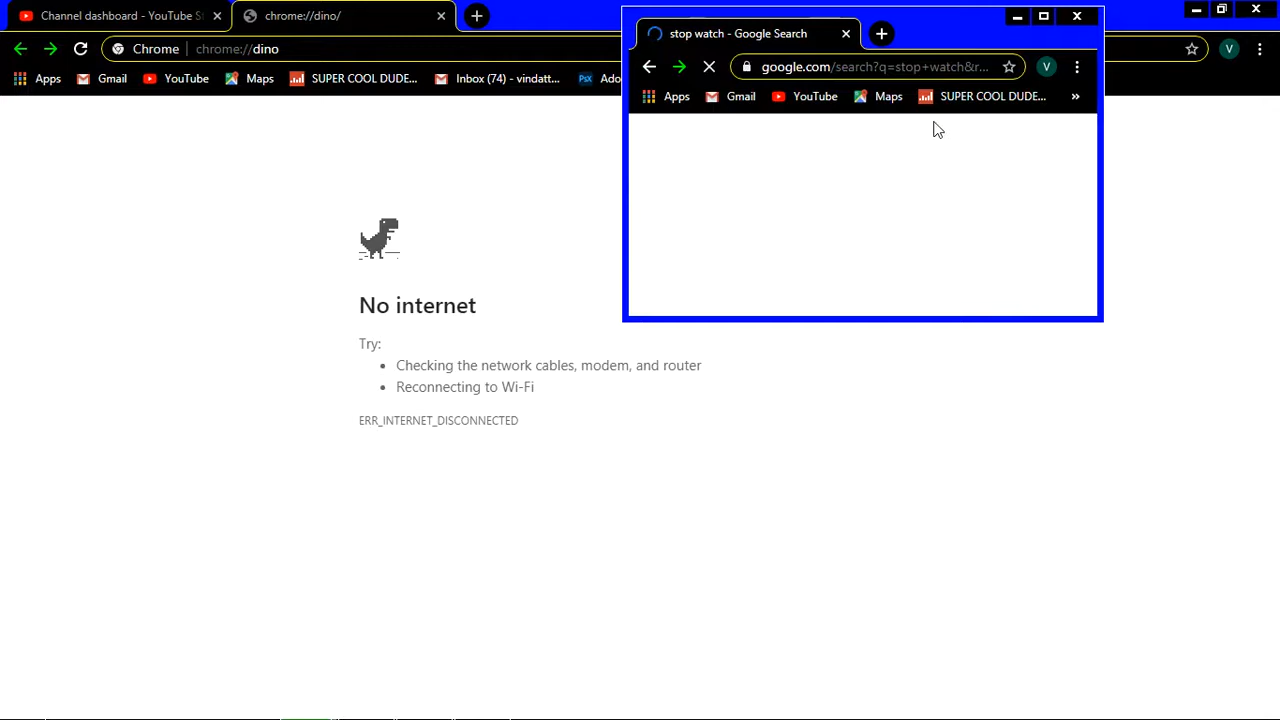 Channel dashboard - YouTube S
chrome://dino/
Chrome chrome://dino
Apps Gmail YouTube Maps SUPER COOL DUDE... Inbox (74) - vindatt... PSX Ado
V
stop watch - Google Search
google.com/search?q=stop+watch&r... V
Apps Gmail YouTube Maps SUPER COOL DUDE... »
No internet
Try:
• Checking the network cables, modem, and router
• Reconnecting to Wi-Fi
ERR_INTERNET_DISCONNECTED